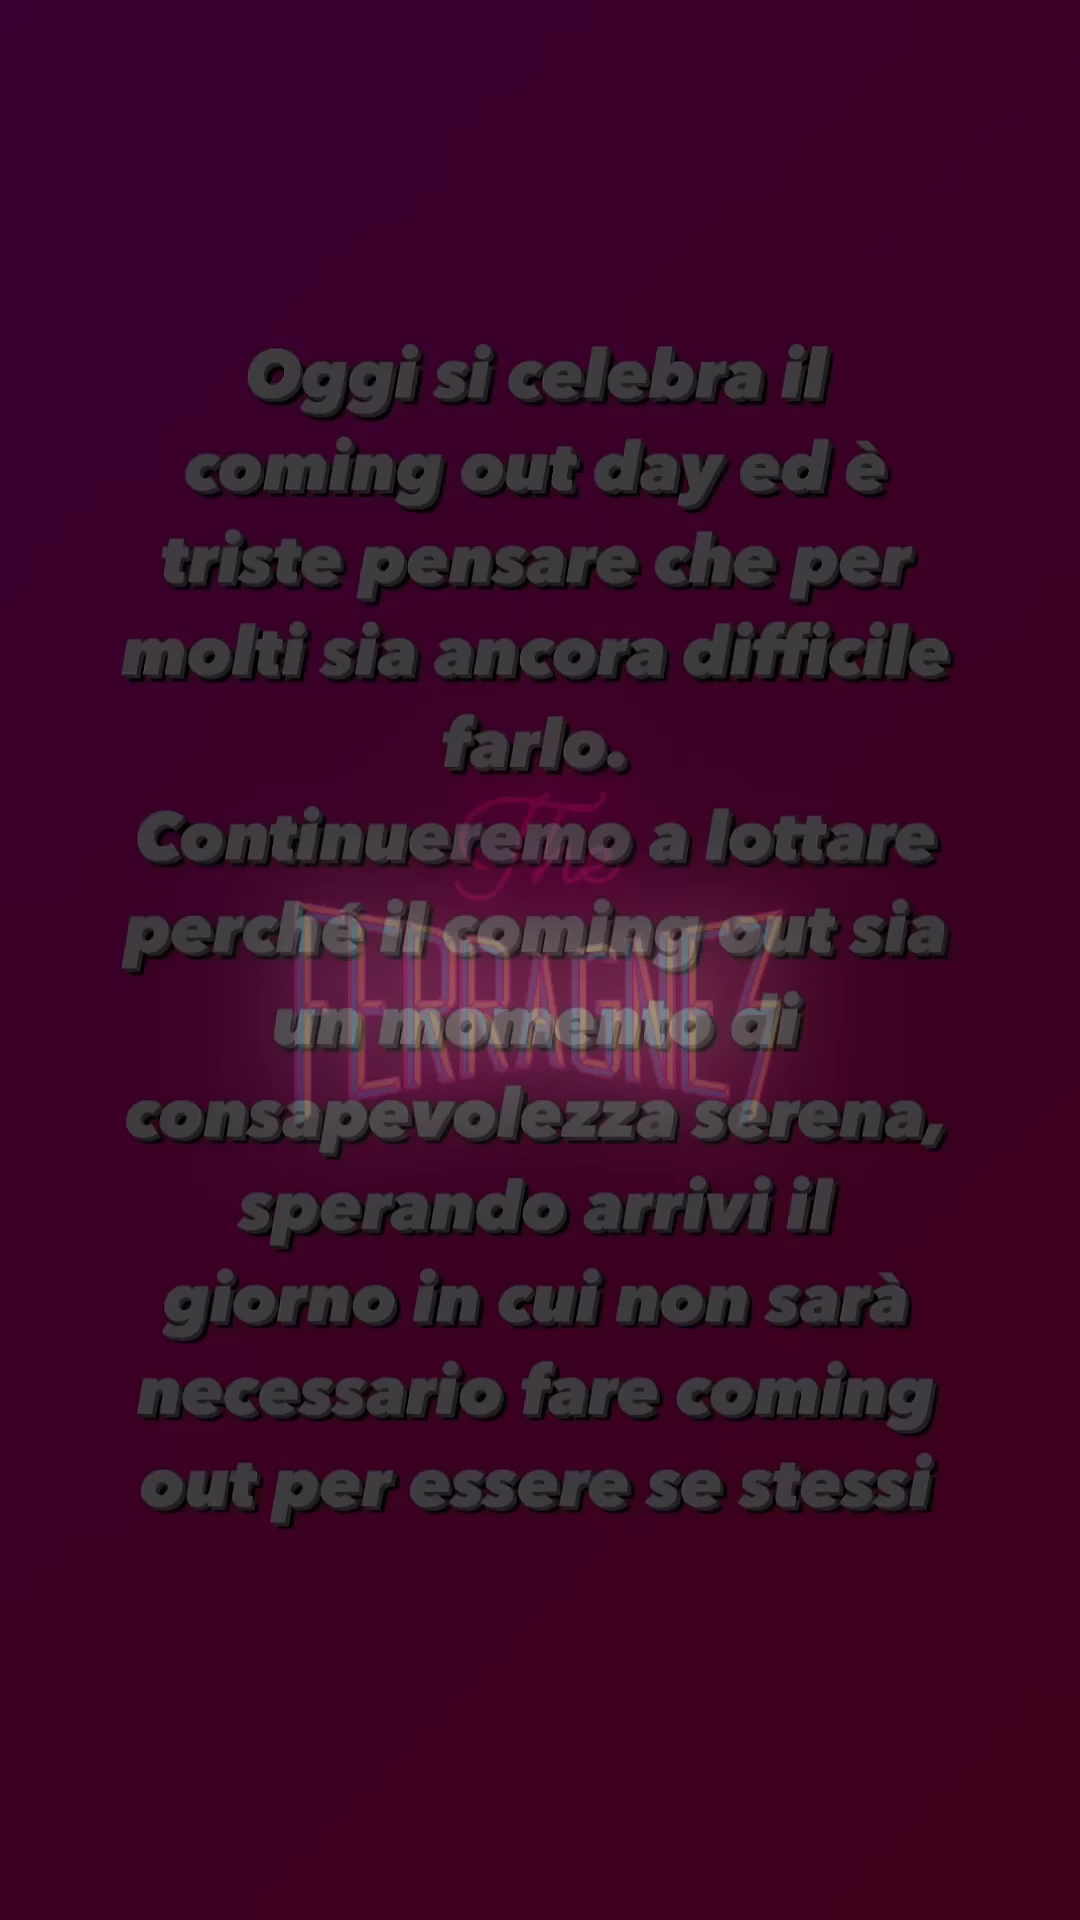 Oggi si celebra il
coming out day ed è
triste pensare che per
molti sia ancora difficile
farlo.
Continueremo a lottare
perché il coming out sia
un momento di
consapevolezza serena,
sperando arrivi il
giorno in cui non sarà
necessario fare coming
out per essere se stessi
The
FERRAGNEZ